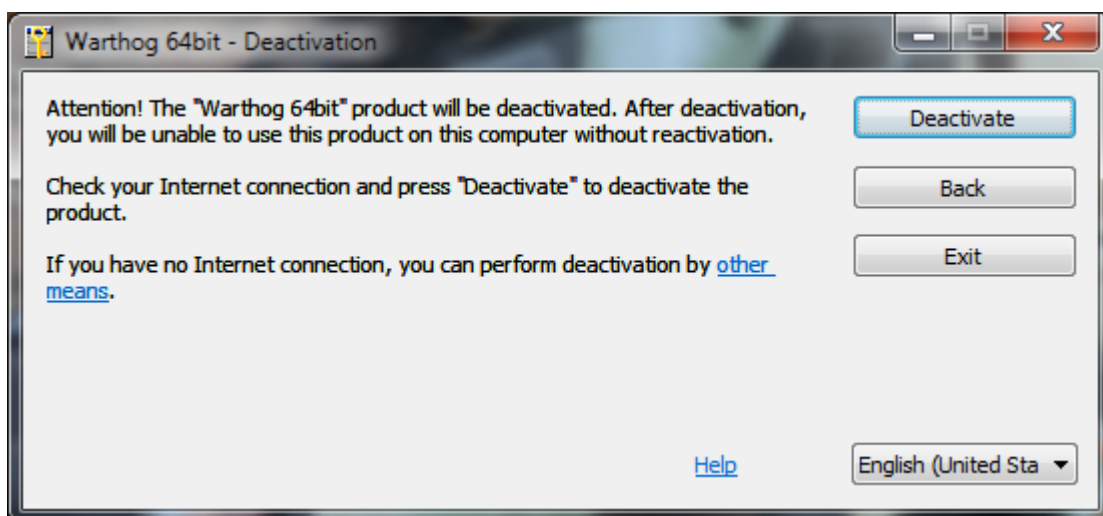 Warthog 64bit - Deactivation
Attention! The "Warthog 64bit" product will be deactivated. After deactivation,
you will be unable to use this product on this computer without reactivation.
Deactivate
Check your Internet connection and press "Deactivate" to deactivate the
product.
Back
If you have no Internet connection, you can perform deactivation by other
means.
Exit
Help
English (United Sta